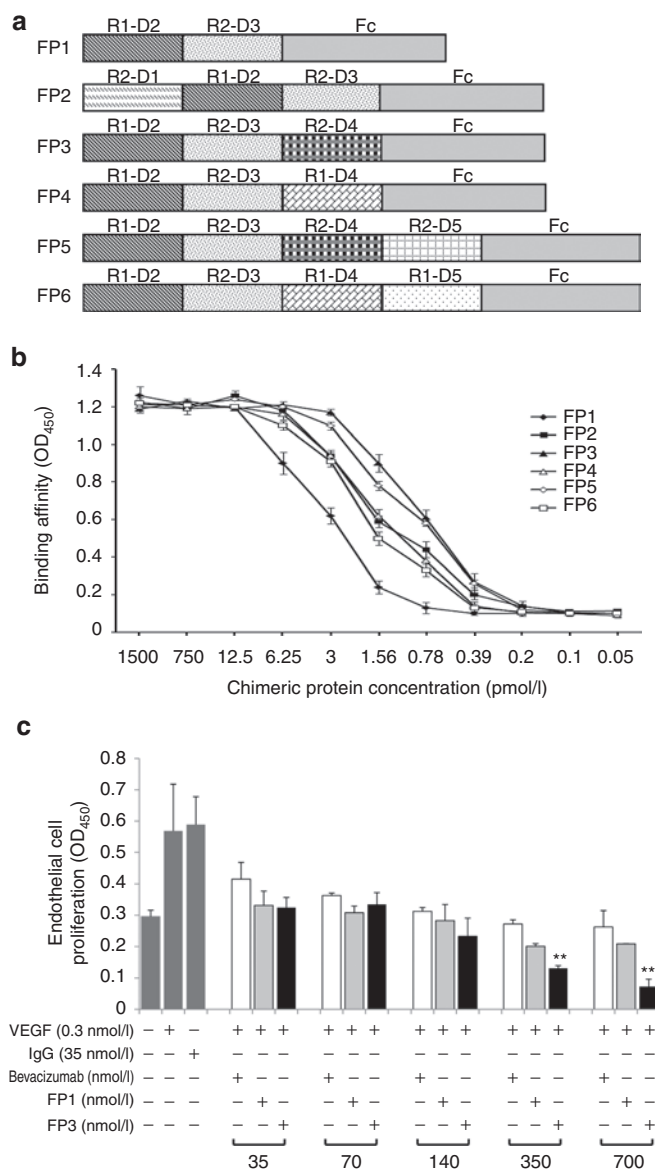 a
R1-D2 R2-D3 Fc
FP1
R2-D1 R1-D2 R2-D3 Fc
FP2
R1-D2 R2-D3 R2-D4 Fc
FP3
R1-D2 R2-D3 R1-D4 Fc
FP4
R1-D2 R2-D3 R2-D4 R2-D5 Fc
FP5
R1-D2 R2-D3 R1-D4 R1-D5 Fc
FP6
b
Binding affinity (OD450)
1.4
1.2
1.0
0.8
0.6
0.4
0.2
0
FP1
FP2
FP3
FP4
FP5
FP6
1500 750 12.5 6.25 3 1.56 0.78 0.39 0.2 0.1 0.05
Chimeric protein concentration (pmol/l)
c
Endothelial cell
proliferation (OD450)
0.8
0.7
0.6
0.5
0.4
0.3
0.2
0.1
0
** **
VEGF (0.3 nmol/l) − + − + + + + + + + + + + + + + + +
IgG (35 nmol/l) − − + − − − − − − − − − − − − − − −
Bevacizumab (nmol/l) − − − + − − + − − + − − + − − + − −
FP1 (nmol/l) − − − − + − − + − − + − − + − − + −
FP3 (nmol/l) − − − − − + − − + − − + − − + − − +
35 70 140 350 700